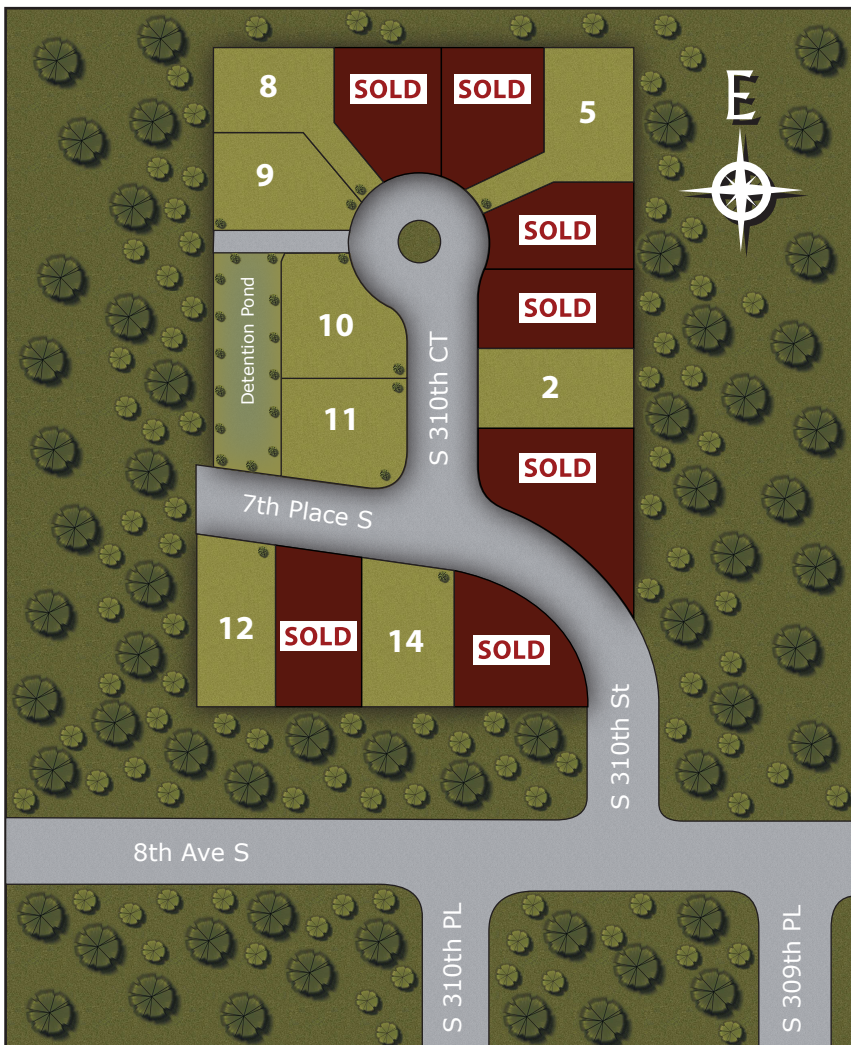 E
8
SOLD
SOLD
5
9
SOLD
Detention Pond
10
SOLD
S 310th CT
2
11
SOLD
7th Place S
12
SOLD
14
SOLD
S 310th St
8th Ave S
S 310th PL
S 309th PL